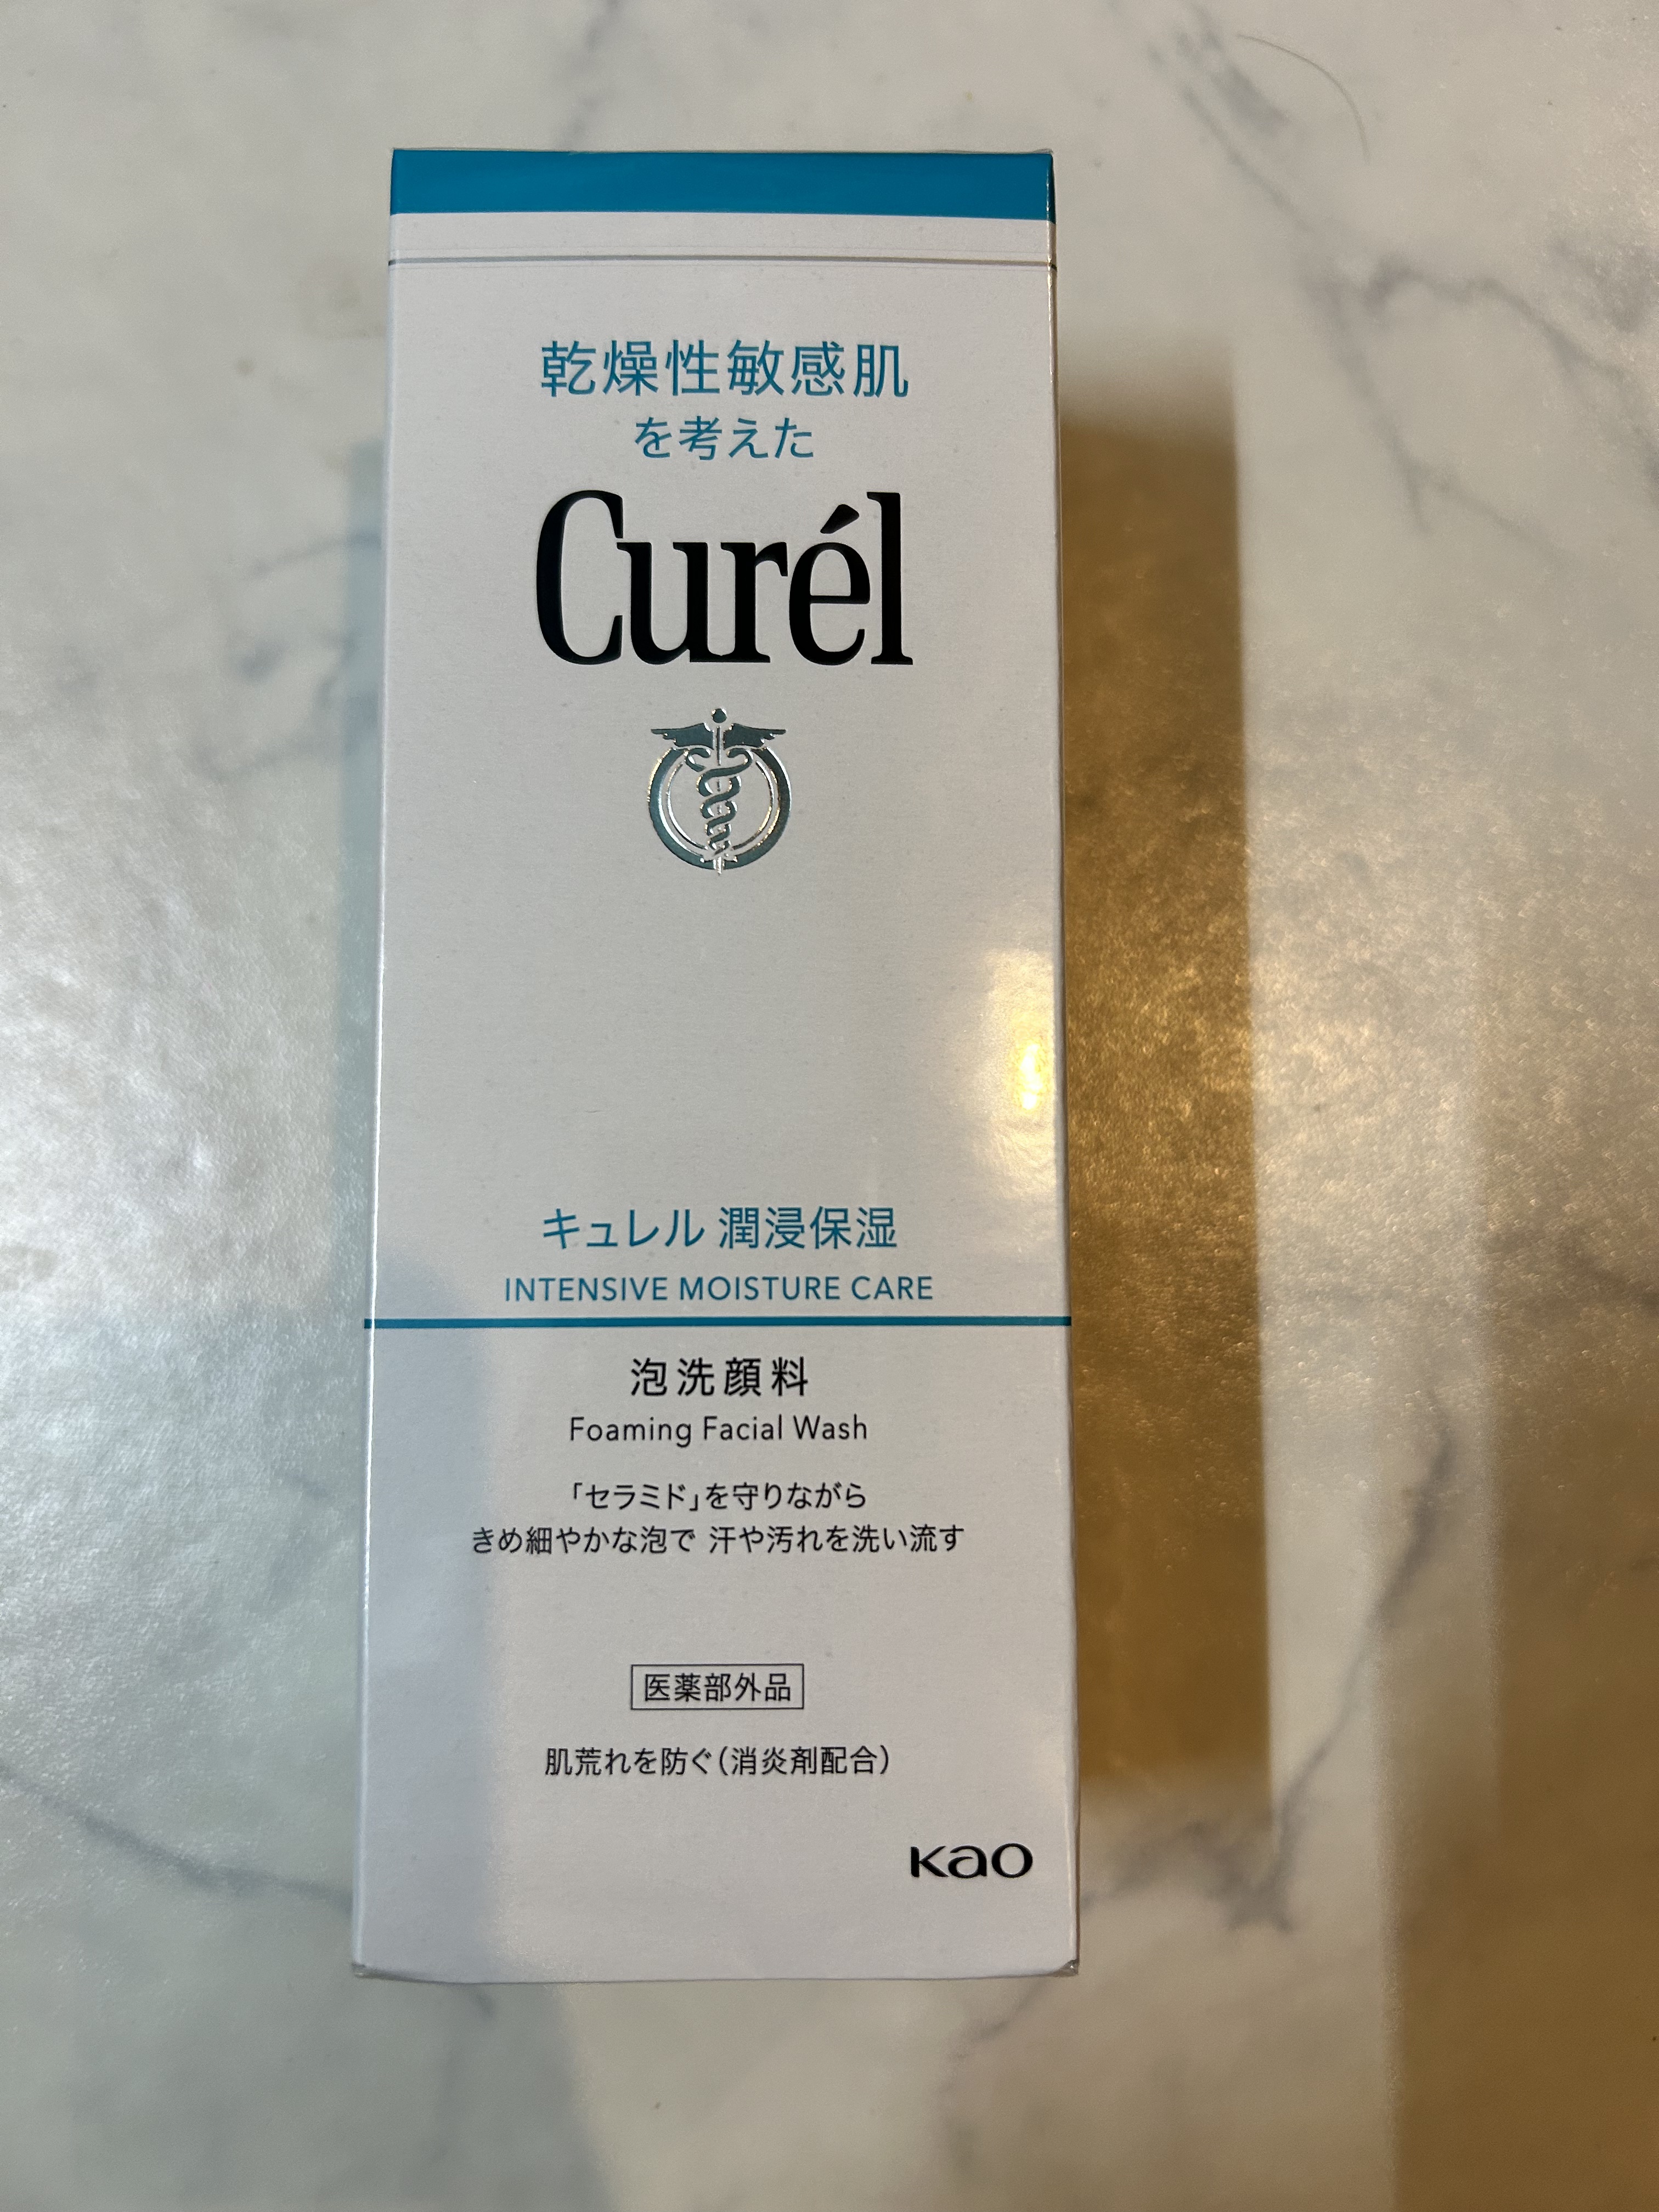 乾燥性敏感肌
を考えた
Curél
キュレル 潤浸保湿
INTENSIVE MOISTURE CARE
泡洗顔料
Foaming Facial Wash
「セラミド」を守りながら
きめ細やかな泡で 汗や汚れを洗い流す
医薬部外品
肌荒れを防ぐ(消炎剤配合)
Kao